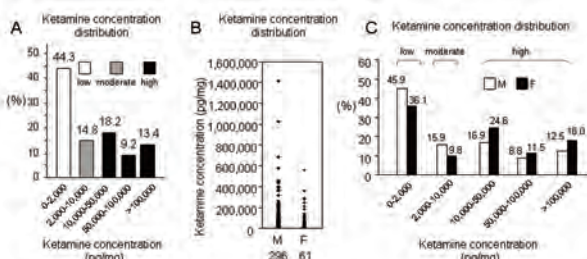 A
Ketamine concentration
distribution
50
40
30
20
10
0
(%)
44.3
14.8
18.2
9.2
13.4
low
moderate
high
0-2,000
2,000-10,000
10,000-50,000
50,000-100,000
>100,000
Ketamine concentration
(pg/mg)
B
Ketamine concentration
distribution
Ketamine concentration (pg/mg)
1,600,000
1,400,000
1,200,000
1,000,000
800,000
600,000
400,000
200,000
0
M F
296 61
C
Ketamine concentration distribution
low moderate high
M F
60
50
40
30
20
10
0
(%)
45.9
36.1
15.9
9.8
16.9
24.6
8.8
11.5
12.5
18.0
0-2,000
2,000-10,000
10,000-50,000
50,000-100,000
>100,000
Ketamine concentration
(pg/mg)